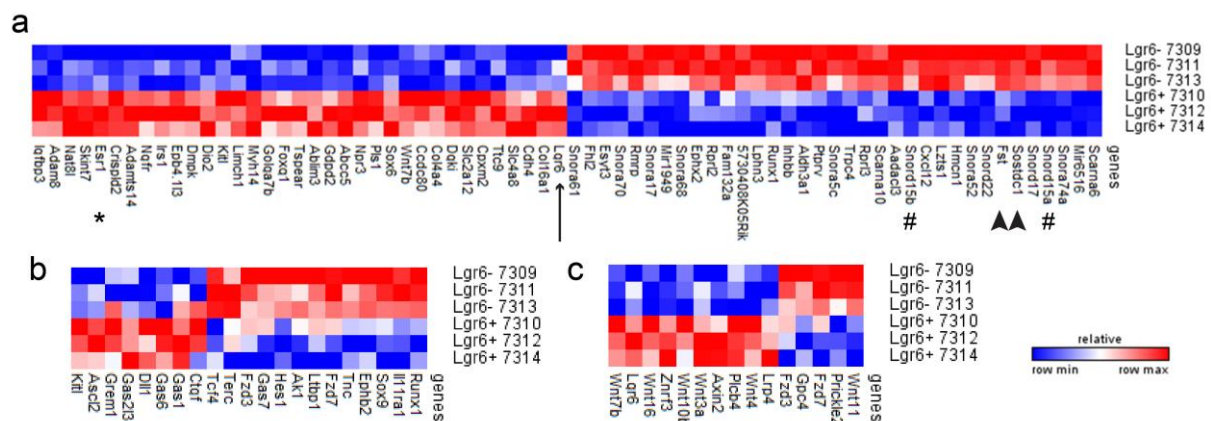 a
Lgr6- 7309
Lgr6- 7311
Lgr6- 7313
Lgr6+ 7310
Lgr6+ 7312
Lgr6+ 7314
genes
Igfbp3
Adam8
Nat8l
Skint7
Esr1
Crispld2
Adamts14
Ngfr
Irs1
Epb4.1l3
Dmpk
Dio2
Kitl
Limch1
Myh14
Golga7b
Foxq1
Tspear
Ablim3
Gdpd2
Abcc5
Npr3
Pls1
Sox6
Wnt7b
Ccdc80
Col4a4
Dgki
Slc2a12
Cpxm2
Ttc9
Slc4a8
Cdh4
Col16a1
Lgr6
Snora61
Fhl2
Esyt3
Snora70
Rmrp
Snora17
Mir1949
Snora68
Ephx2
Rprl2
Fam132a
5730408K05Rik
Lphn3
Runx1
Inhbb
Aldh3a1
Ptprv
Snora5c
Trpc4
Rprl3
Scarna10
Aadacl3
Snord15b
Cxcl12
Lzts1
Hmcn1
Snora52
Snord22
Fst
Sostdc1
Snord17
Snord15a
Snora74a
Mir6516
Scarna6
*
#
#
b
Lgr6- 7309
Lgr6- 7311
Lgr6- 7313
Lgr6+ 7310
Lgr6+ 7312
Lgr6+ 7314
genes
Kitl
Ascl2
Grem1
Gas2l3
Dll1
Gas6
Gas1
Ctgf
Tcf4
Terc
Fzd3
Gas7
Hes1
Ak1
Ltbp1
Fzd7
Tnc
Ephb2
Sox9
Il11ra1
Runx1
c
Lgr6- 7309
Lgr6- 7311
Lgr6- 7313
Lgr6+ 7310
Lgr6+ 7312
Lgr6+ 7314
genes
Wnt7b
Lgr6
Wnt16
Znrf3
Wnt10b
Wnt3a
Axin2
Plcb4
Wnt4
Lrp4
Fzd3
Gpc4
Fzd7
Prickle2
Wnt11
relative
row min row max